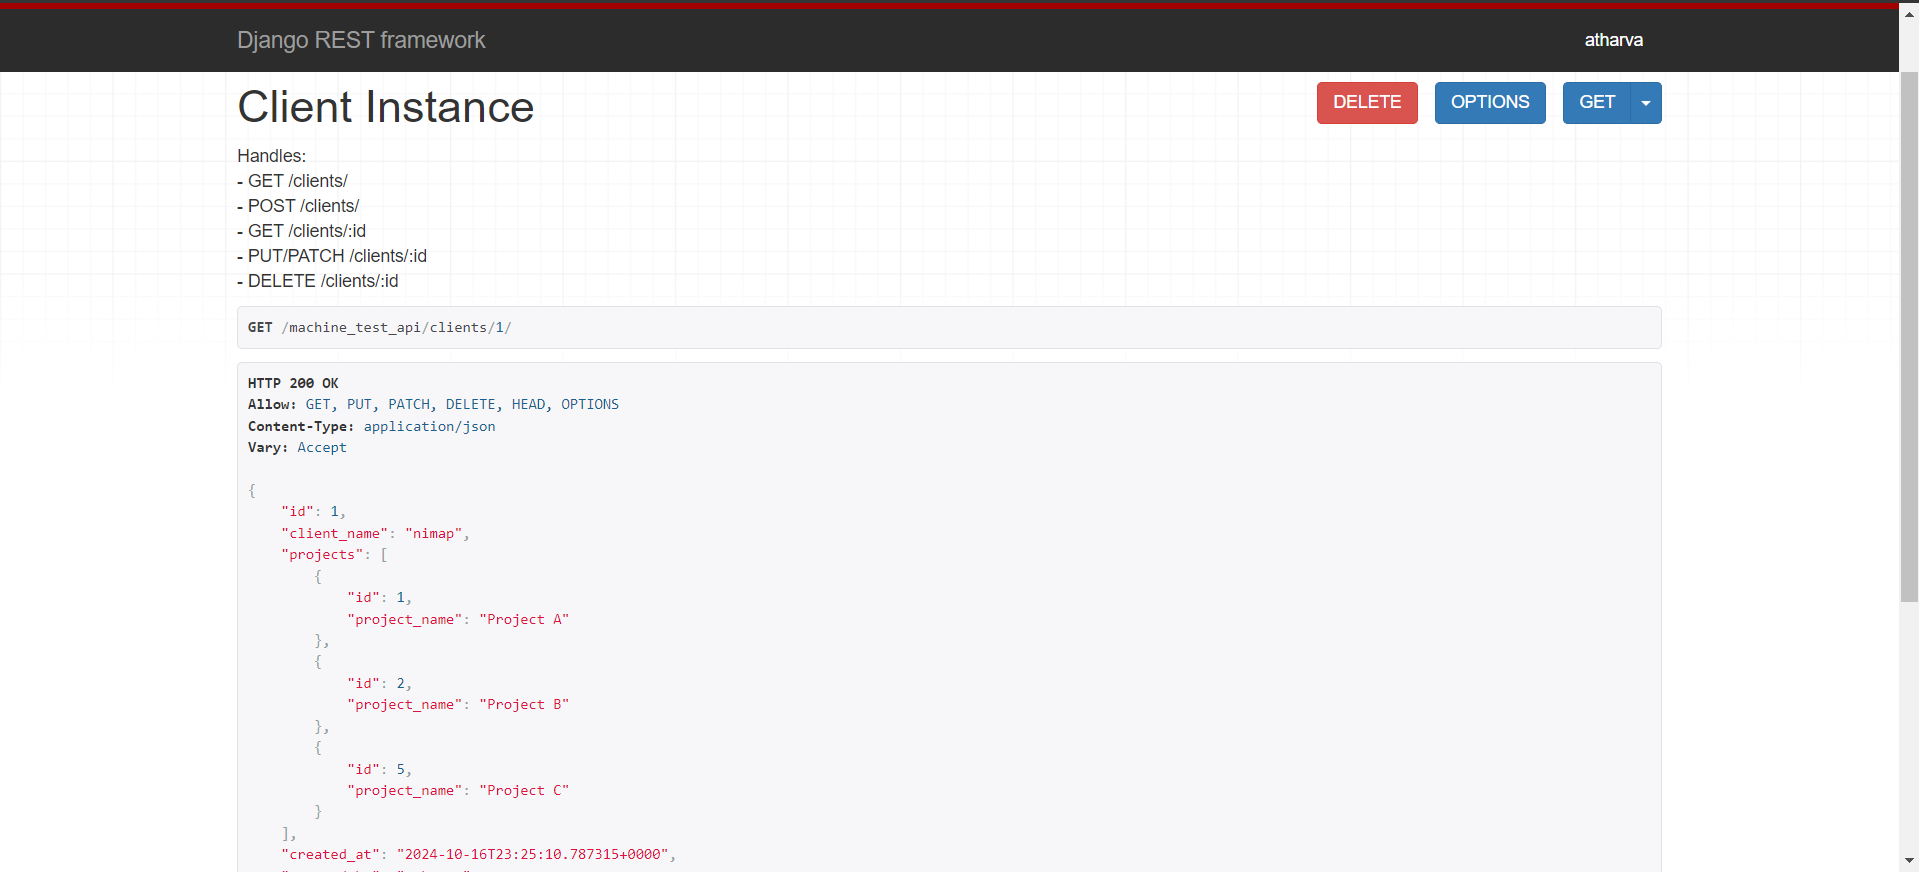 Django REST framework
atharva
Client Instance
DELETE
OPTIONS
GET
Handles:
- GET /clients/
- POST /clients/
- GET /clients/:id
- PUT/PATCH /clients/:id
- DELETE /clients/:id
GET /machine_test_api/clients/1/
HTTP 200 OK
Allow: GET, PUT, PATCH, DELETE, HEAD, OPTIONS
Content-Type: application/json
Vary: Accept
{
"id": 1,
"client_name": "nimap",
"projects": [
{
"id": 1,
"project_name": "Project A"
},
{
"id": 2,
"project_name": "Project B"
},
{
"id": 5,
"project_name": "Project C"
}
],
"created_at": "2024-10-16T23:25:10.787315+0000",